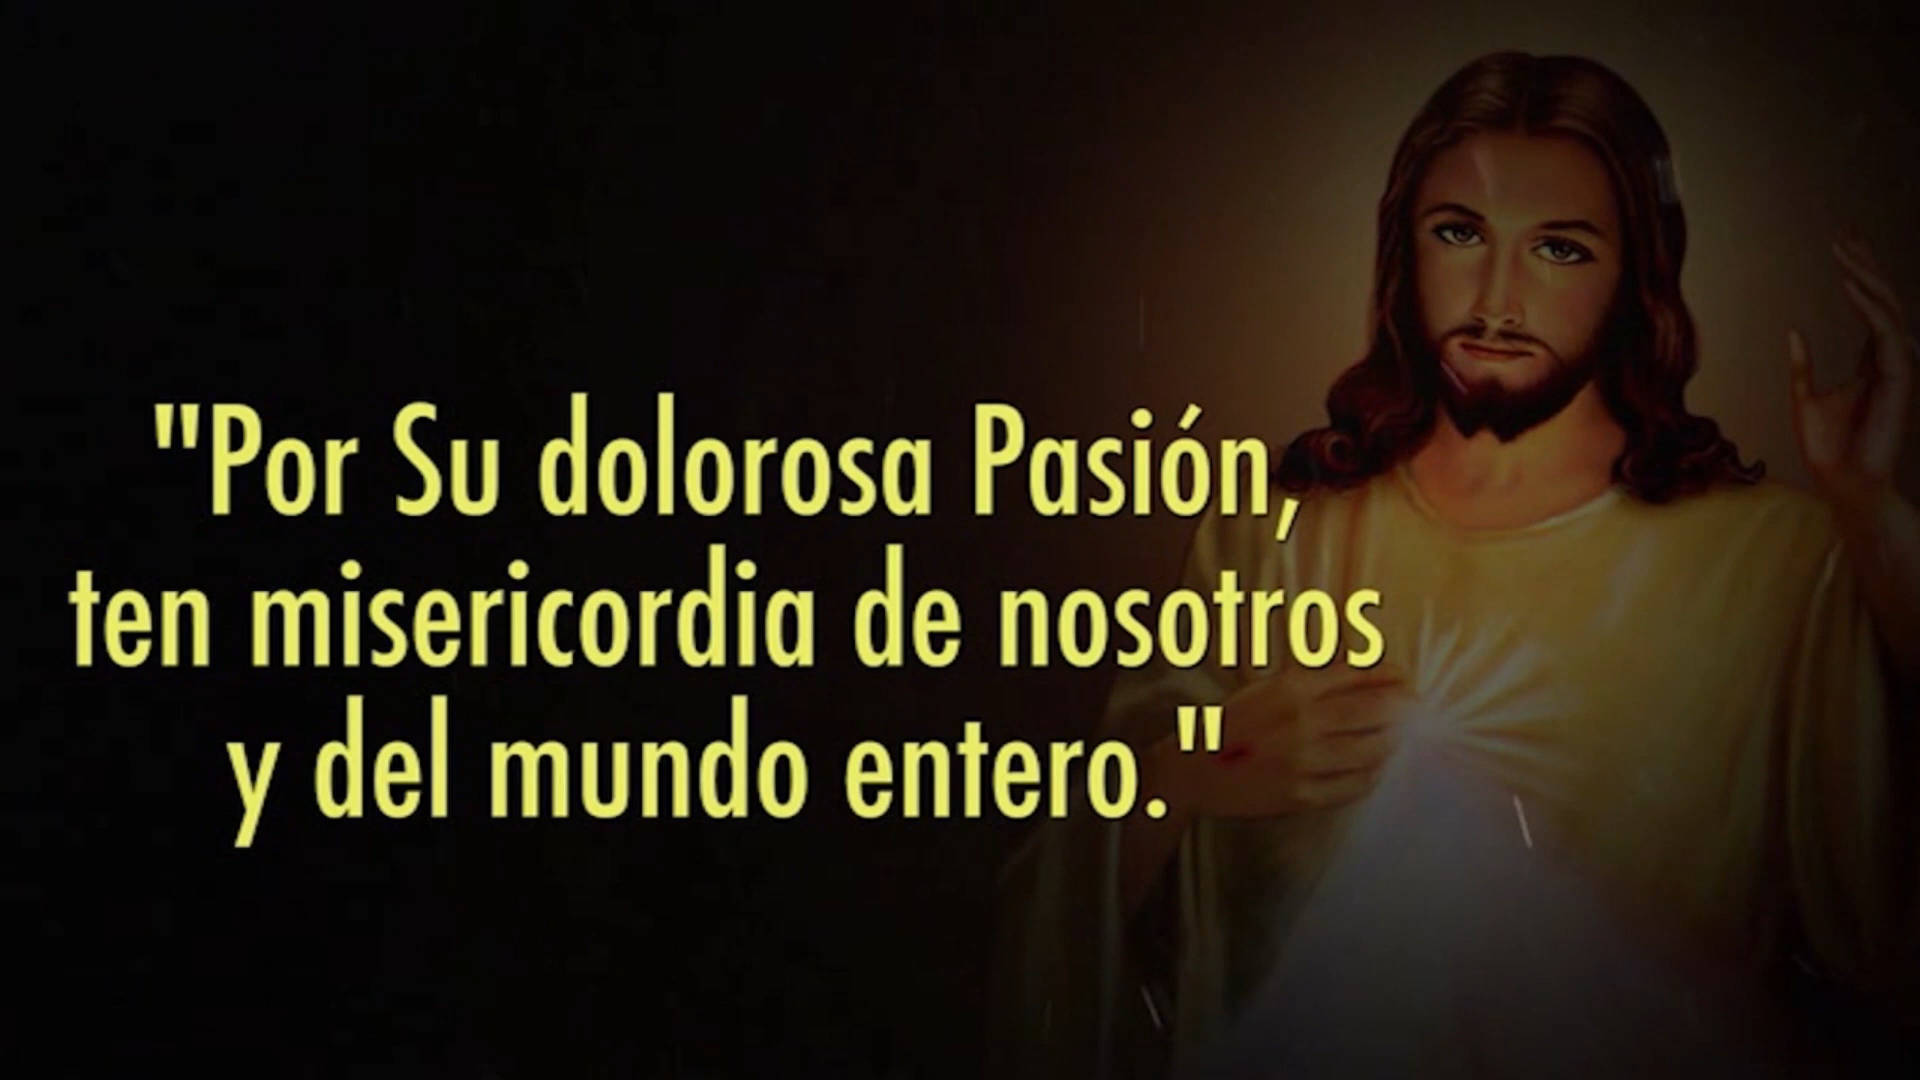 "Por Su dolorosa Pasión,
ten misericordia de nosotros
y del mundo entero."